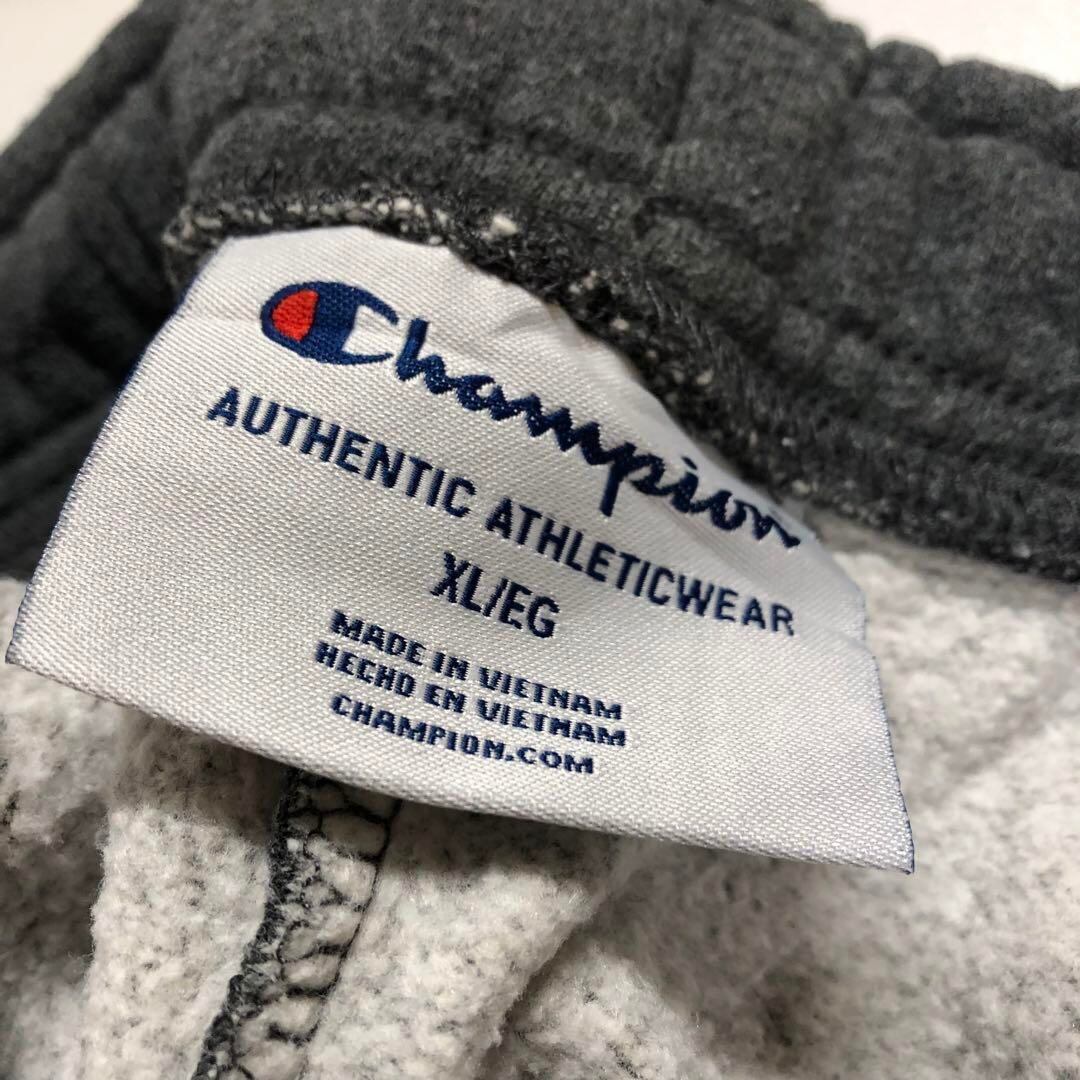 Champion
AUTHENTIC ATHLETICWEAR
XL/EG
MADE IN VIETNAM
HECHO EN VIETNAM
CHAMPION.COM